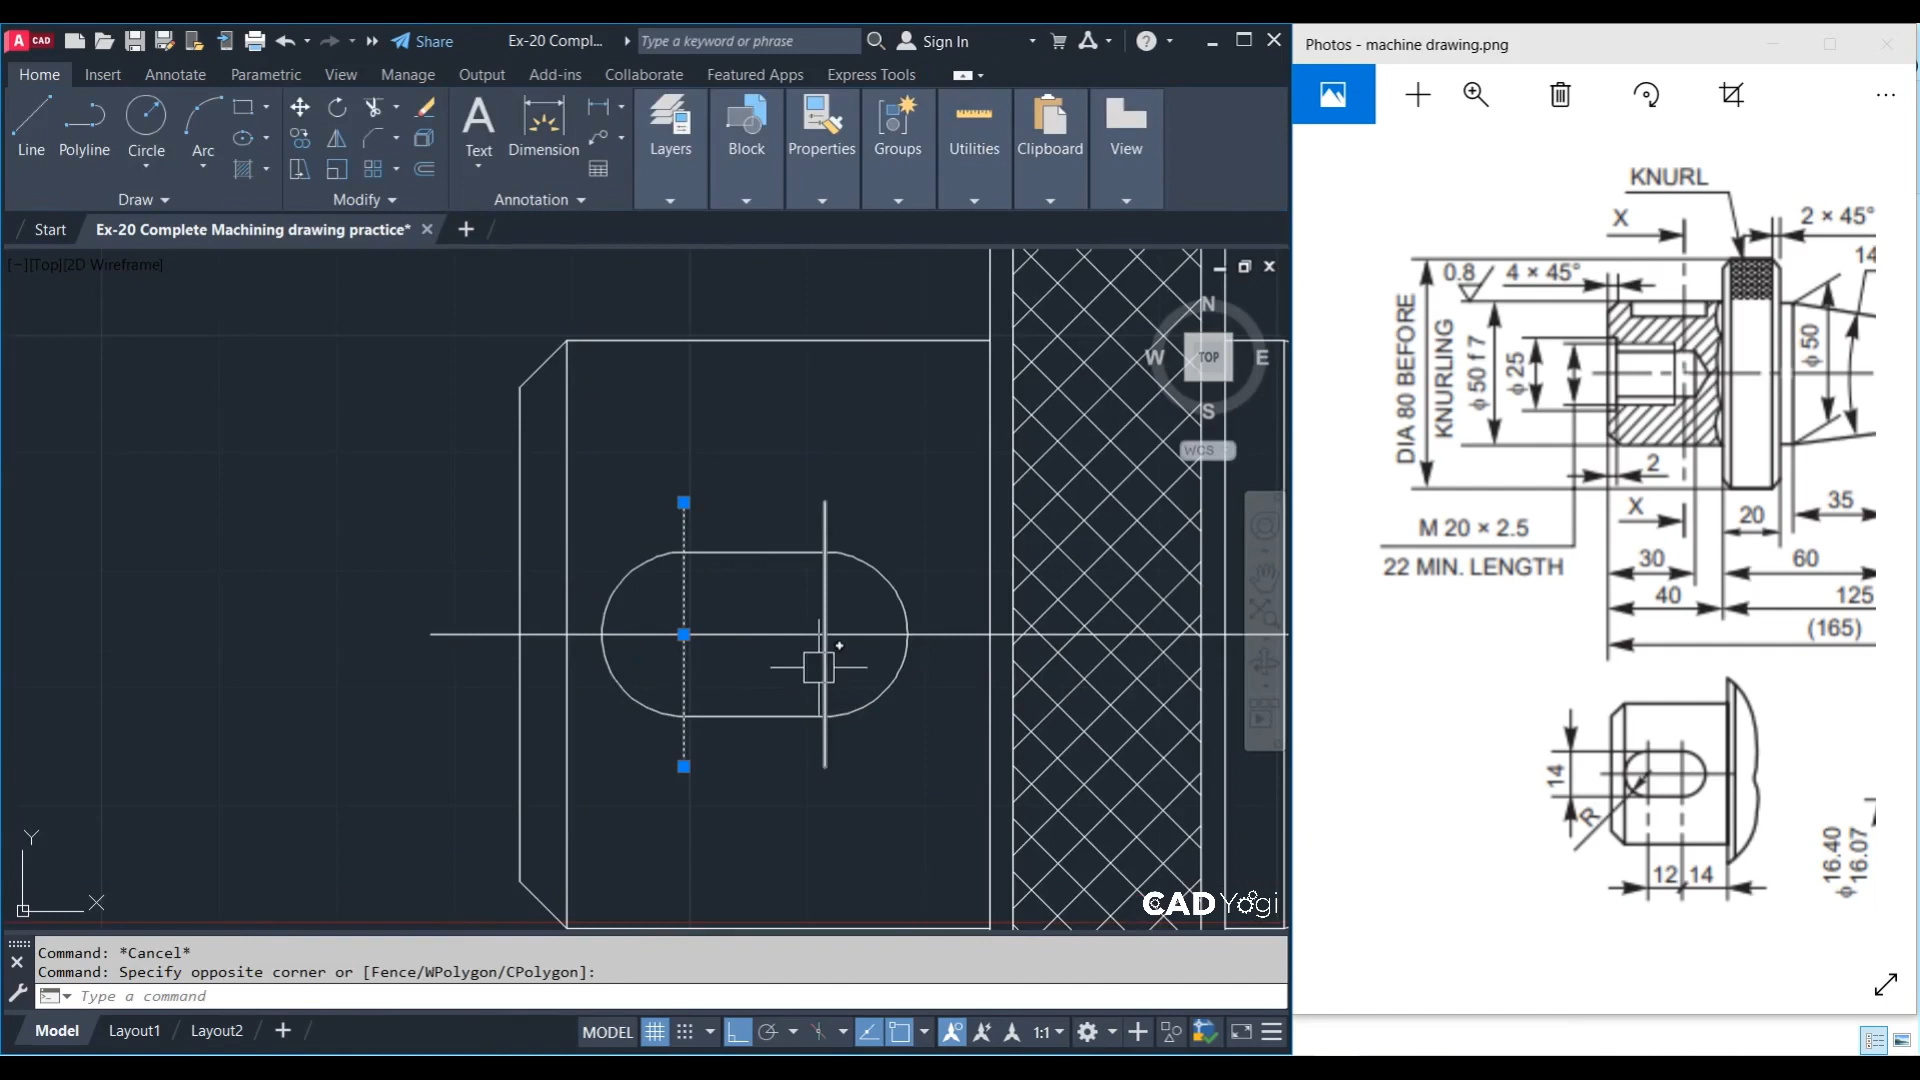 A CAD
Share
Ex-20 Compl...
Type a keyword or phrase
Sign In
Photos - machine drawing.png
Home Insert Annotate Parametric View Manage Output Add-ins Collaborate Featured Apps Express Tools
Line Polyline Circle Arc
Text Dimension
Layers Block Properties Groups Utilities Clipboard View
Draw Modify Annotation
Start Ex-20 Complete Machining drawing practice*
[−][Top][2D Wireframe]
N
W TOP E
S
WCS
Y
X
CAD Yogi
Command: *Cancel*
Command: Specify opposite corner or [Fence/WPolygon/CPolygon]:
Type a command
Model Layout1 Layout2
MODEL
1:1
KNURL
X
2 × 45°
14
0.8
4 × 45°
DIA 80 BEFORE
KNURLING
ϕ 50 f 7
ϕ 25
ϕ 50
2
X
20
35
M 20 × 2.5
22 MIN. LENGTH
30
60
40
125
(165)
14
R
12 14
ϕ 16.40
16.07